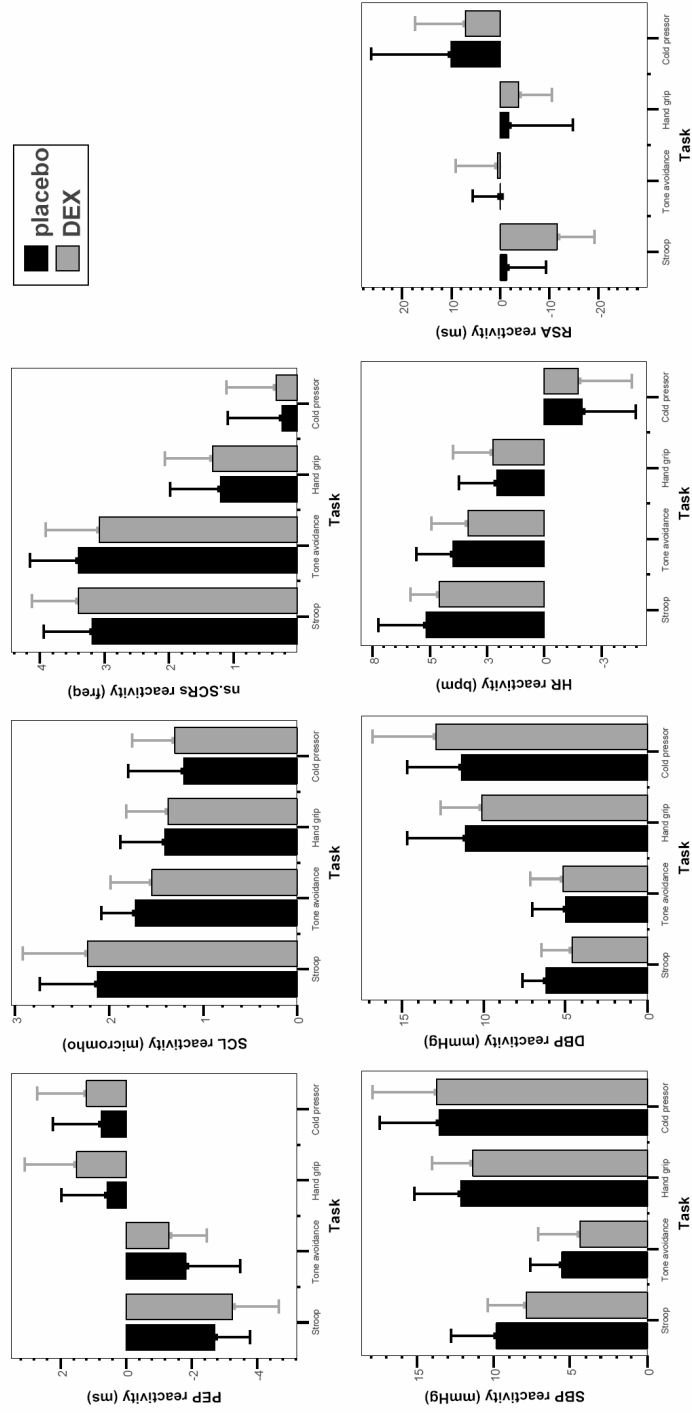 placebo
DEX
PEP reactivity (ms)
2
0
-2
-4
Stroop
Tone avoidance
Hand grip
Cold pressor
Task
SCL reactivity (micromho)
3
2
1
0
Stroop
Tone avoidance
Hand grip
Cold pressor
Task
ns.SCRs reactivity (freq)
4
3
2
1
Stroop
Tone avoidance
Hand grip
Cold pressor
Task
SBP reactivity (mmHg)
15
10
5
0
Stroop
Tone avoidance
Hand grip
Cold pressor
Task
DBP reactivity (mmHg)
15
10
5
0
Stroop
Tone avoidance
Hand grip
Cold pressor
Task
HR reactivity (bpm)
8
5
3
0
-3
Stroop
Tone avoidance
Hand grip
Cold pressor
Task
RSA reactivity (ms)
20
10
0
-10
-20
Stroop
Tone avoidance
Hand grip
Cold pressor
Task